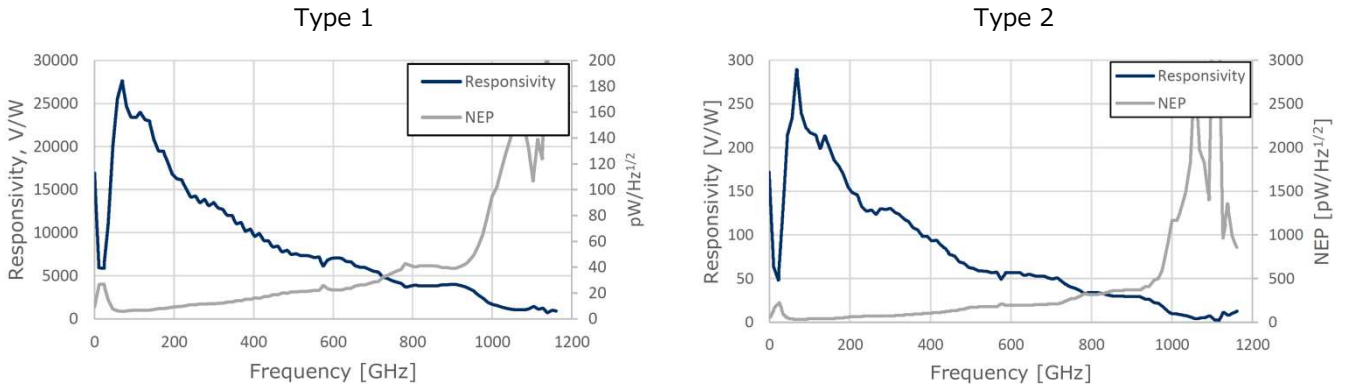 Type 1
30000
25000
20000
15000
10000
5000
0
Responsivity, V/W
Responsivity
NEP
200
180
160
140
120
100
80
60
40
20
0
pW/Hz1/2
0 200 400 600 800 1000 1200
Frequency [GHz]
Type 2
300
250
200
150
100
50
0
Responsivity [V/W]
Responsivity
NEP
3000
2500
2000
1500
1000
500
0
NEP [pW/Hz1/2]
0 200 400 600 800 1000 1200
Frequency [GHz]